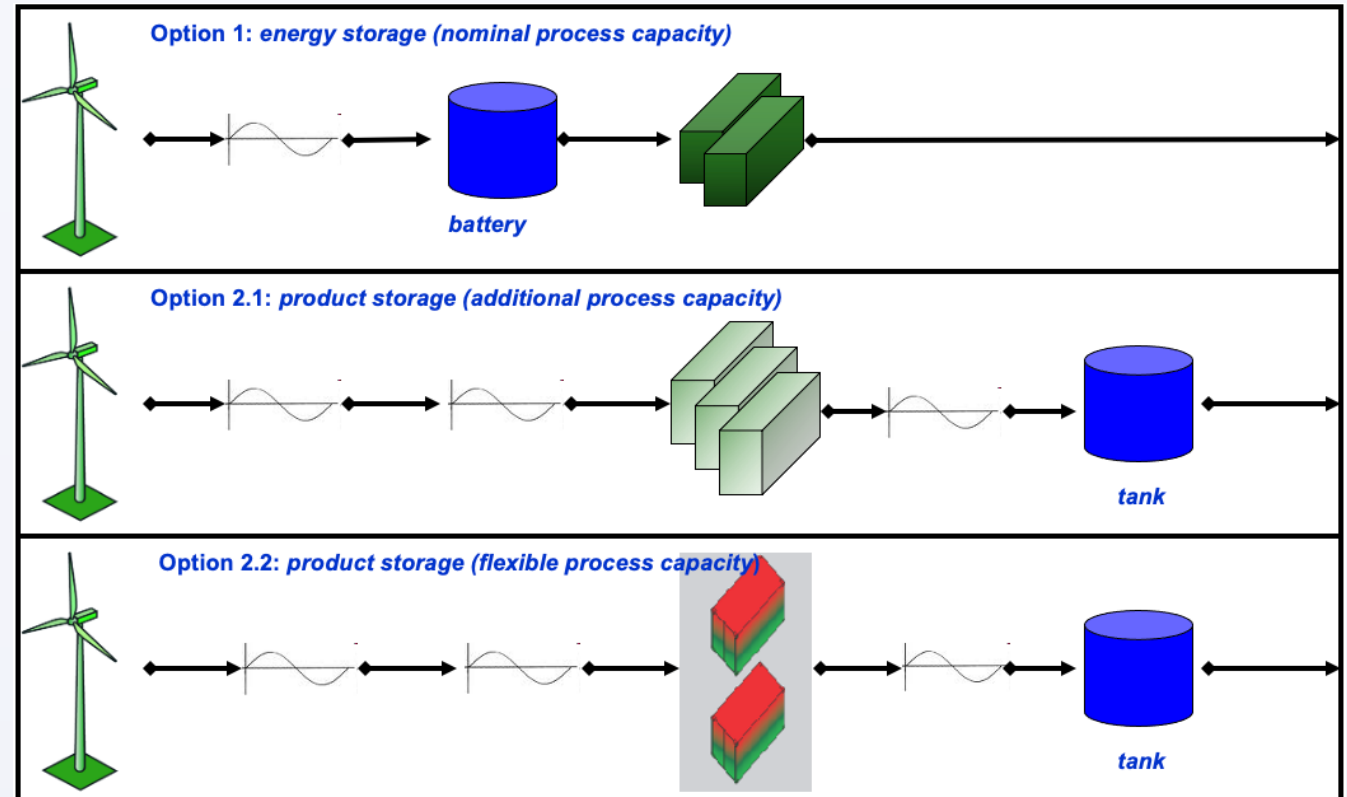 Option 1: energy storage (nominal process capacity)
battery
Option 2.1: product storage (additional process capacity)
tank
Option 2.2: product storage (flexible process capacity)
tank